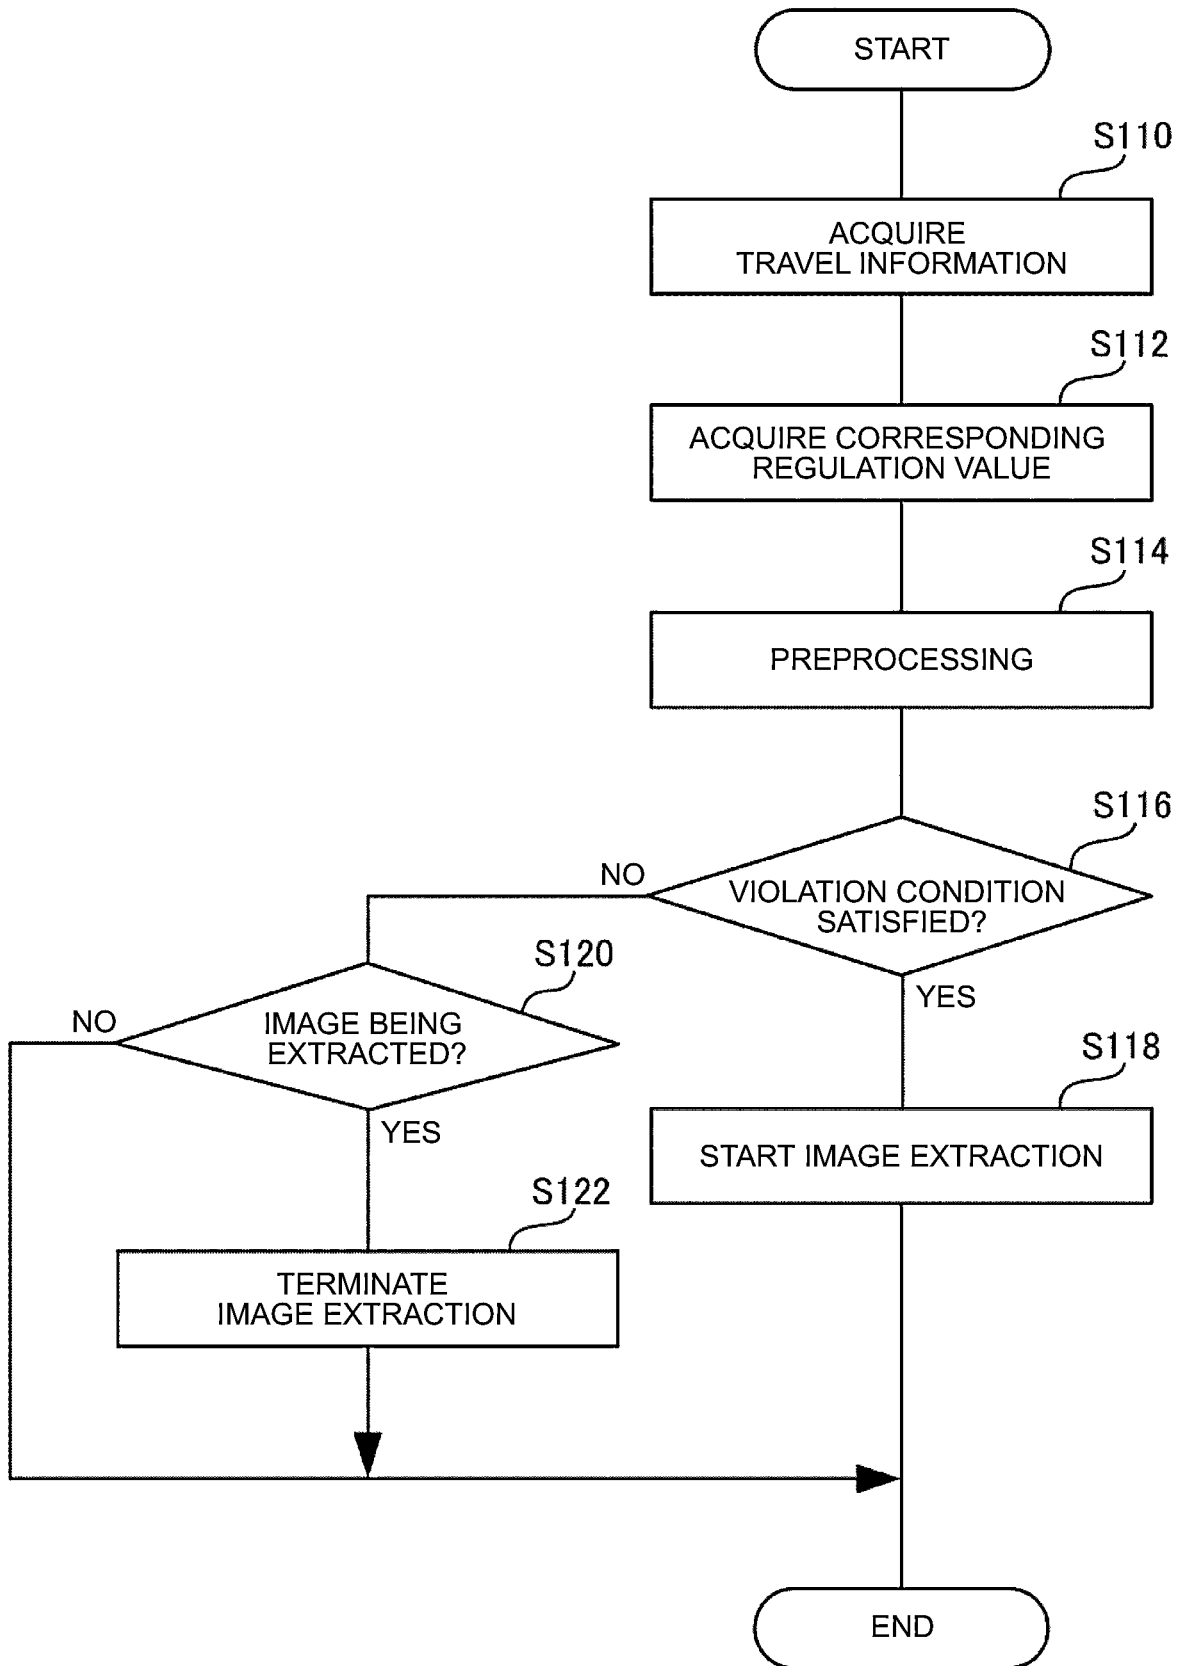 START
S110
ACQUIRE
TRAVEL INFORMATION
S112
ACQUIRE CORRESPONDING
REGULATION VALUE
S114
PREPROCESSING
S116
NO
VIOLATION CONDITION
SATISFIED?
YES
S120
NO
IMAGE BEING
EXTRACTED?
YES
S118
START IMAGE EXTRACTION
S122
TERMINATE
IMAGE EXTRACTION
END